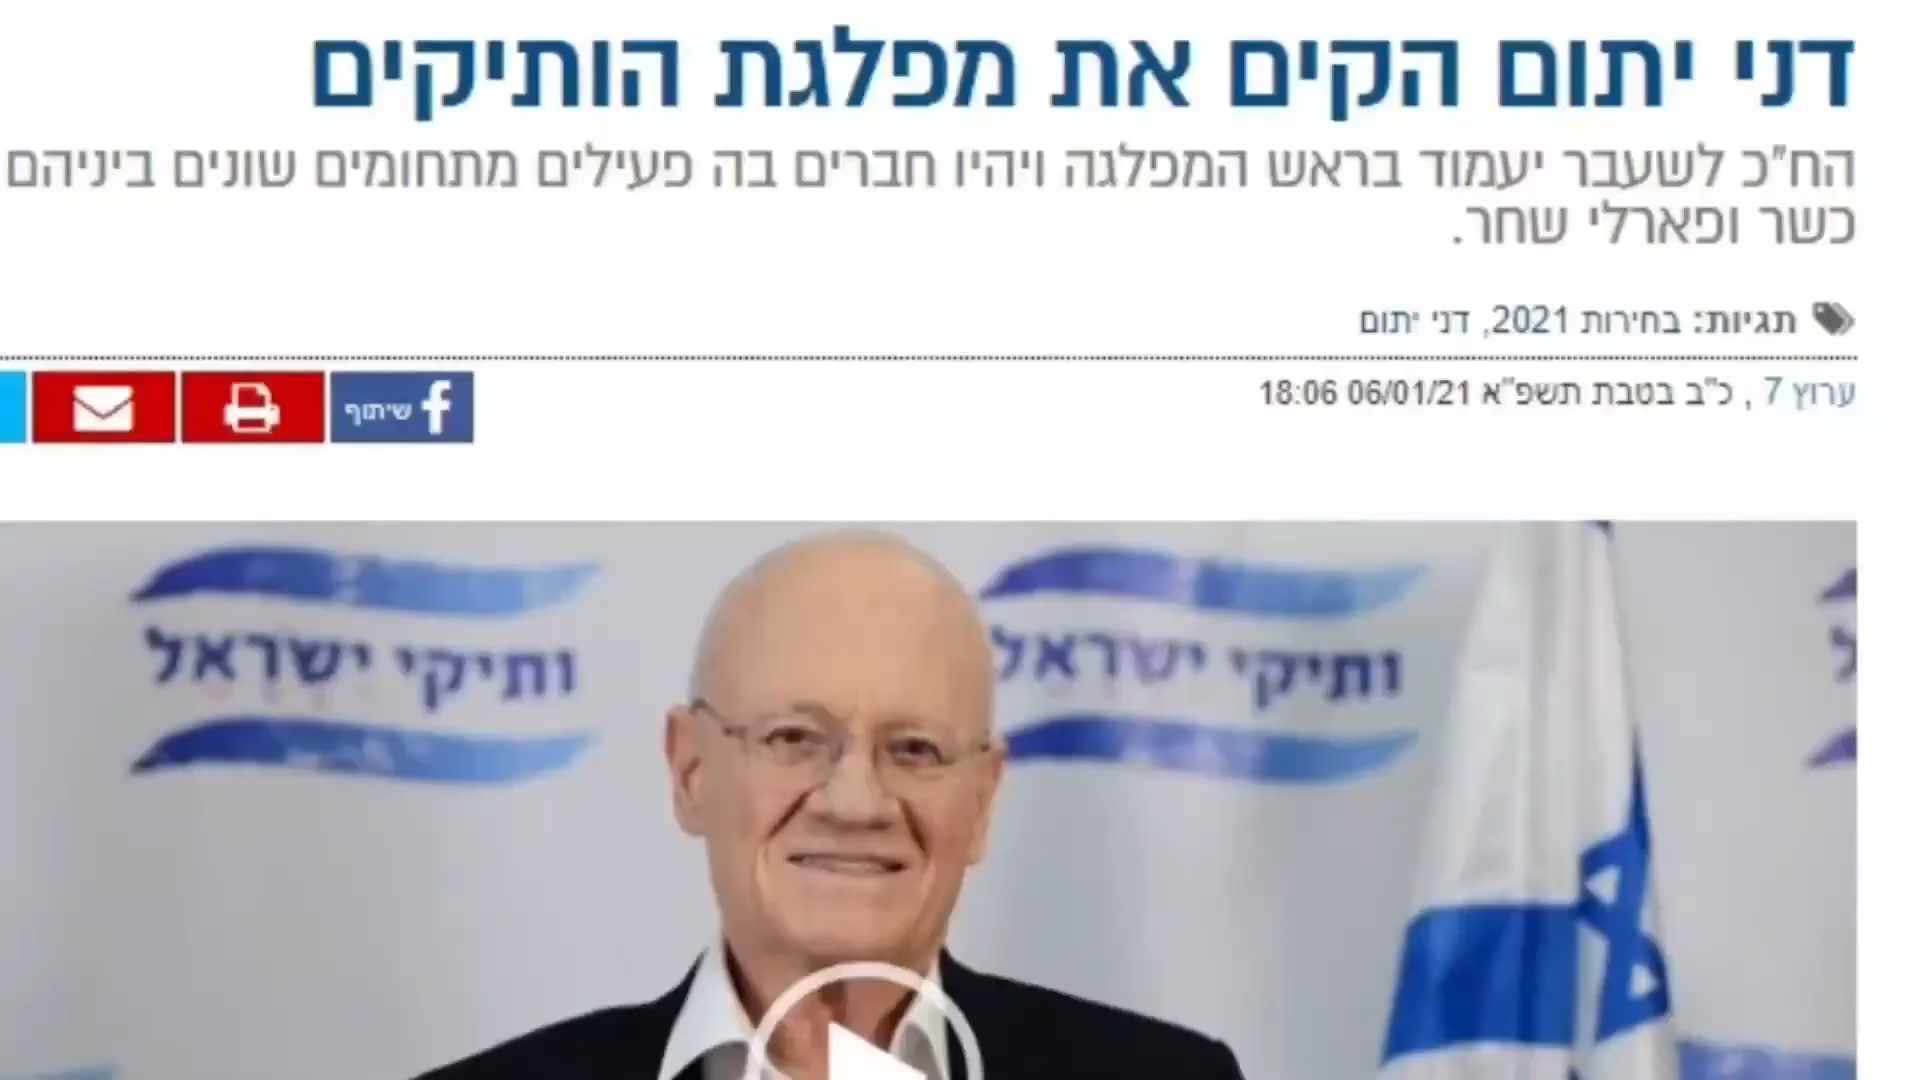 דני יתום הקים את מפלגת הותיקים
הח"כ לשעבר יעמוד בראש המפלגה ויהיו חברים בה פעילים מתחומים שונים ביניהם
כשר ופארלי שחר.
תגיות: בחירות 2021, דני יתום
ערוץ 7 , כ"ב בטבת תשפ"א 06/01/21 18:06
שיתוף
ותיקי ישראל
ותיקי ישראל